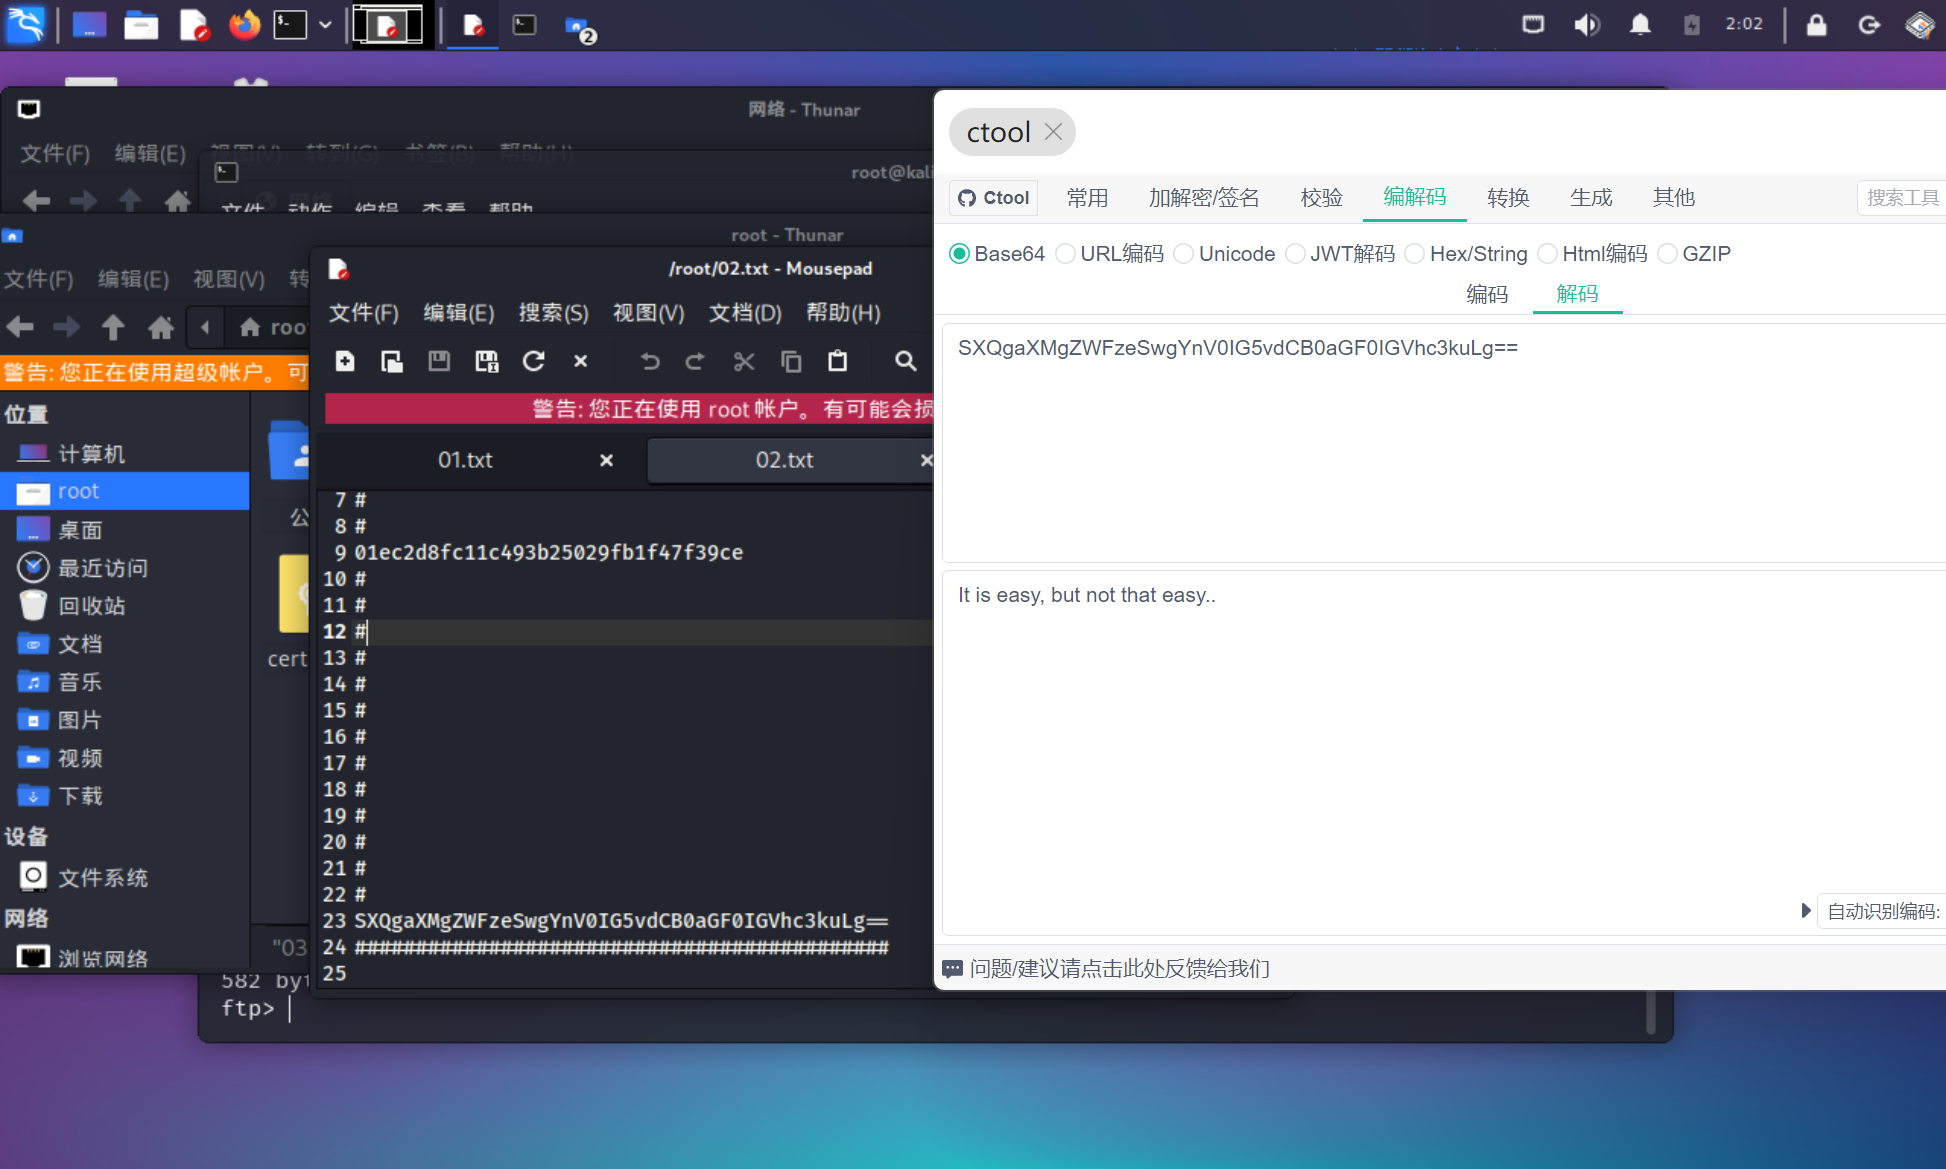 2
2:02
网络 - Thunar
文件(F) 编辑(E) 视图(V) 转到(G) 书签(B) 帮助(H)
root@kali
文件 动作 编辑 查看 帮助
root - Thunar
文件(F) 编辑(E) 视图(V) 转
roo
警告: 您正在使用超级帐户。可
位置
计算机
root
桌面
最近访问
回收站
文档
音乐
图片
视频
下载
设备
文件系统
网络
浏览网络
公
cert
"03
/root/02.txt - Mousepad
文件(F) 编辑(E) 搜索(S) 视图(V) 文档(D) 帮助(H)
警告: 您正在使用 root 帐户。有可能会损
01.txt 02.txt
7 #
8 #
9 01ec2d8fc11c493b25029fb1f47f39ce
10 #
11 #
12 #
13 #
14 #
15 #
16 #
17 #
18 #
19 #
20 #
21 #
22 #
23 SXQgaXMgZWFzeSwgYnV0IG5vdCB0aGF0IGVhc3kuLg==
24 ############################################
25
582 byt
ftp>
ctool
Ctool 常用 加解密/签名 校验 编解码 转换 生成 其他 搜索工具
Base64 URL编码 Unicode JWT解码 Hex/String Html编码 GZIP
编码 解码
SXQgaXMgZWFzeSwgYnV0IG5vdCB0aGF0IGVhc3kuLg==
It is easy, but not that easy..
自动识别编码:
问题/建议请点击此处反馈给我们